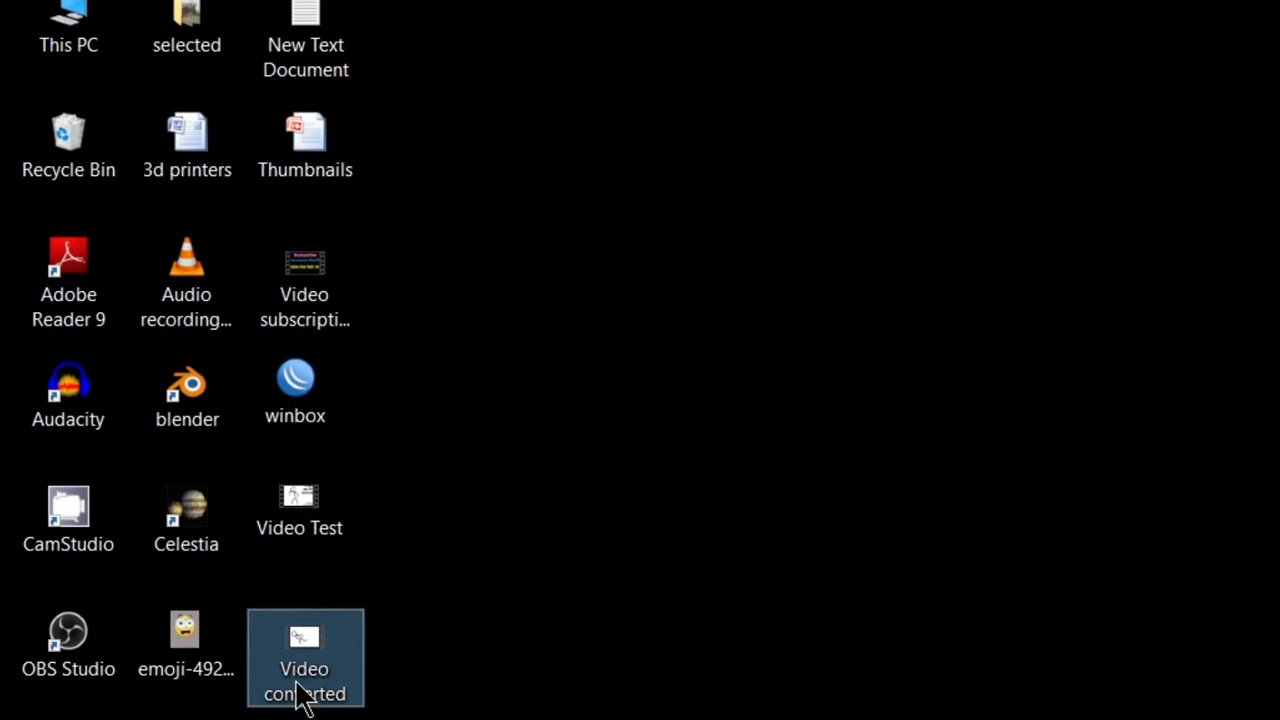 This PC
selected
New Text
Document
Recycle Bin
3d printers
Thumbnails
Adobe
Reader 9
Audio
recording...
Video
subscripti...
Audacity
blender
winbox
CamStudio
Celestia
Video Test
OBS Studio
emoji-492...
Video
converted